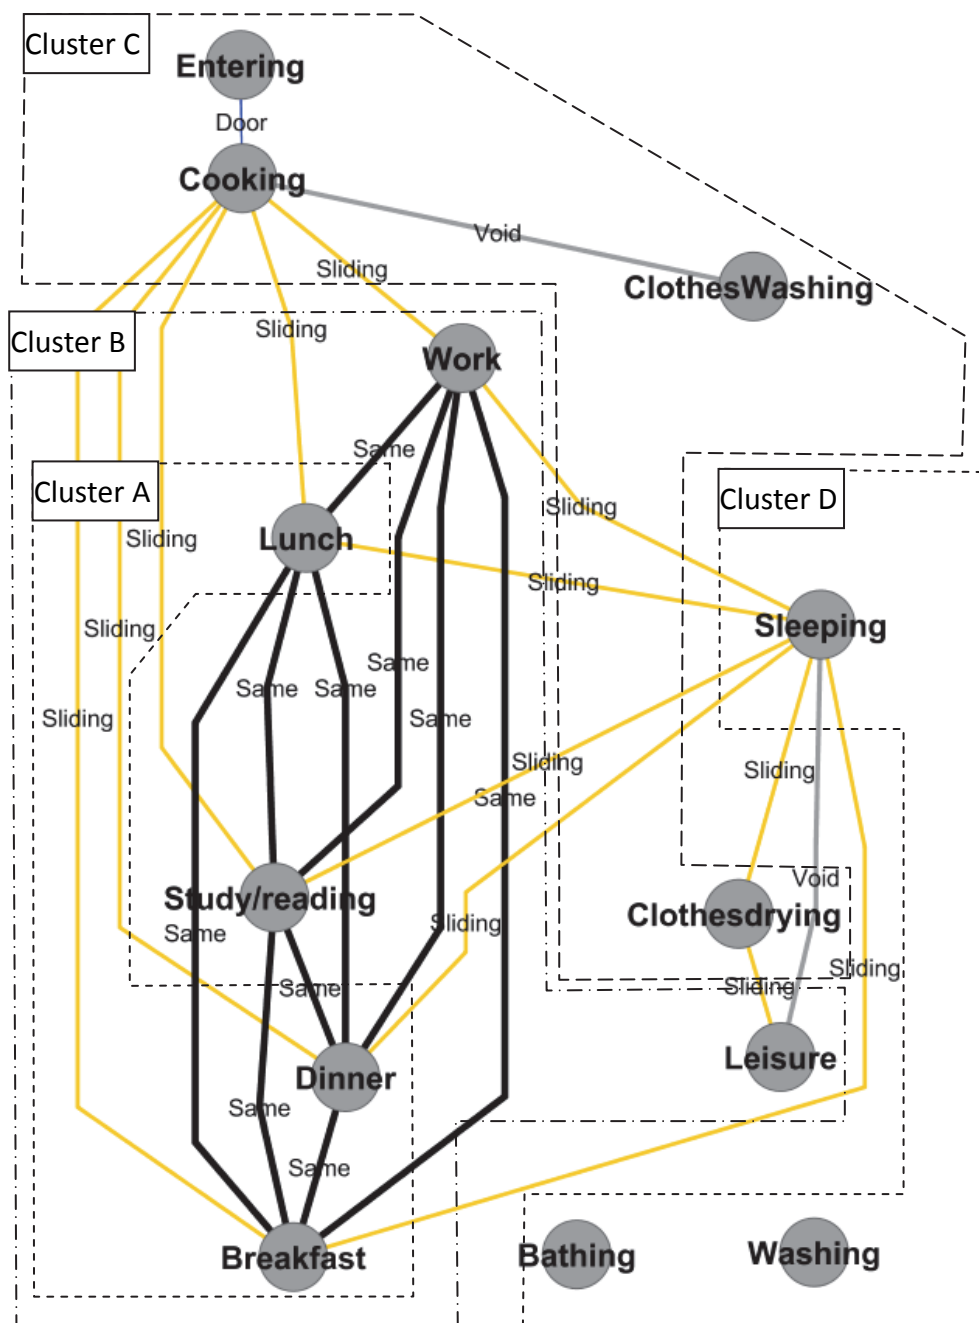 Cluster C
Entering
Door
Cooking
Void
Sliding
ClothesWashing
Cluster B
Sliding
Work
Same
Cluster A
Cluster D
Sliding
Sliding
Lunch
Sliding
Sliding
Sleeping
Same
Same
Same
Sliding
Same
Sliding
Sliding
Same
Void
Study/reading
Clothesdrying
Same
Sliding
Sliding
Same
Sliding
Leisure
Dinner
Same
Same
Breakfast
Bathing
Washing